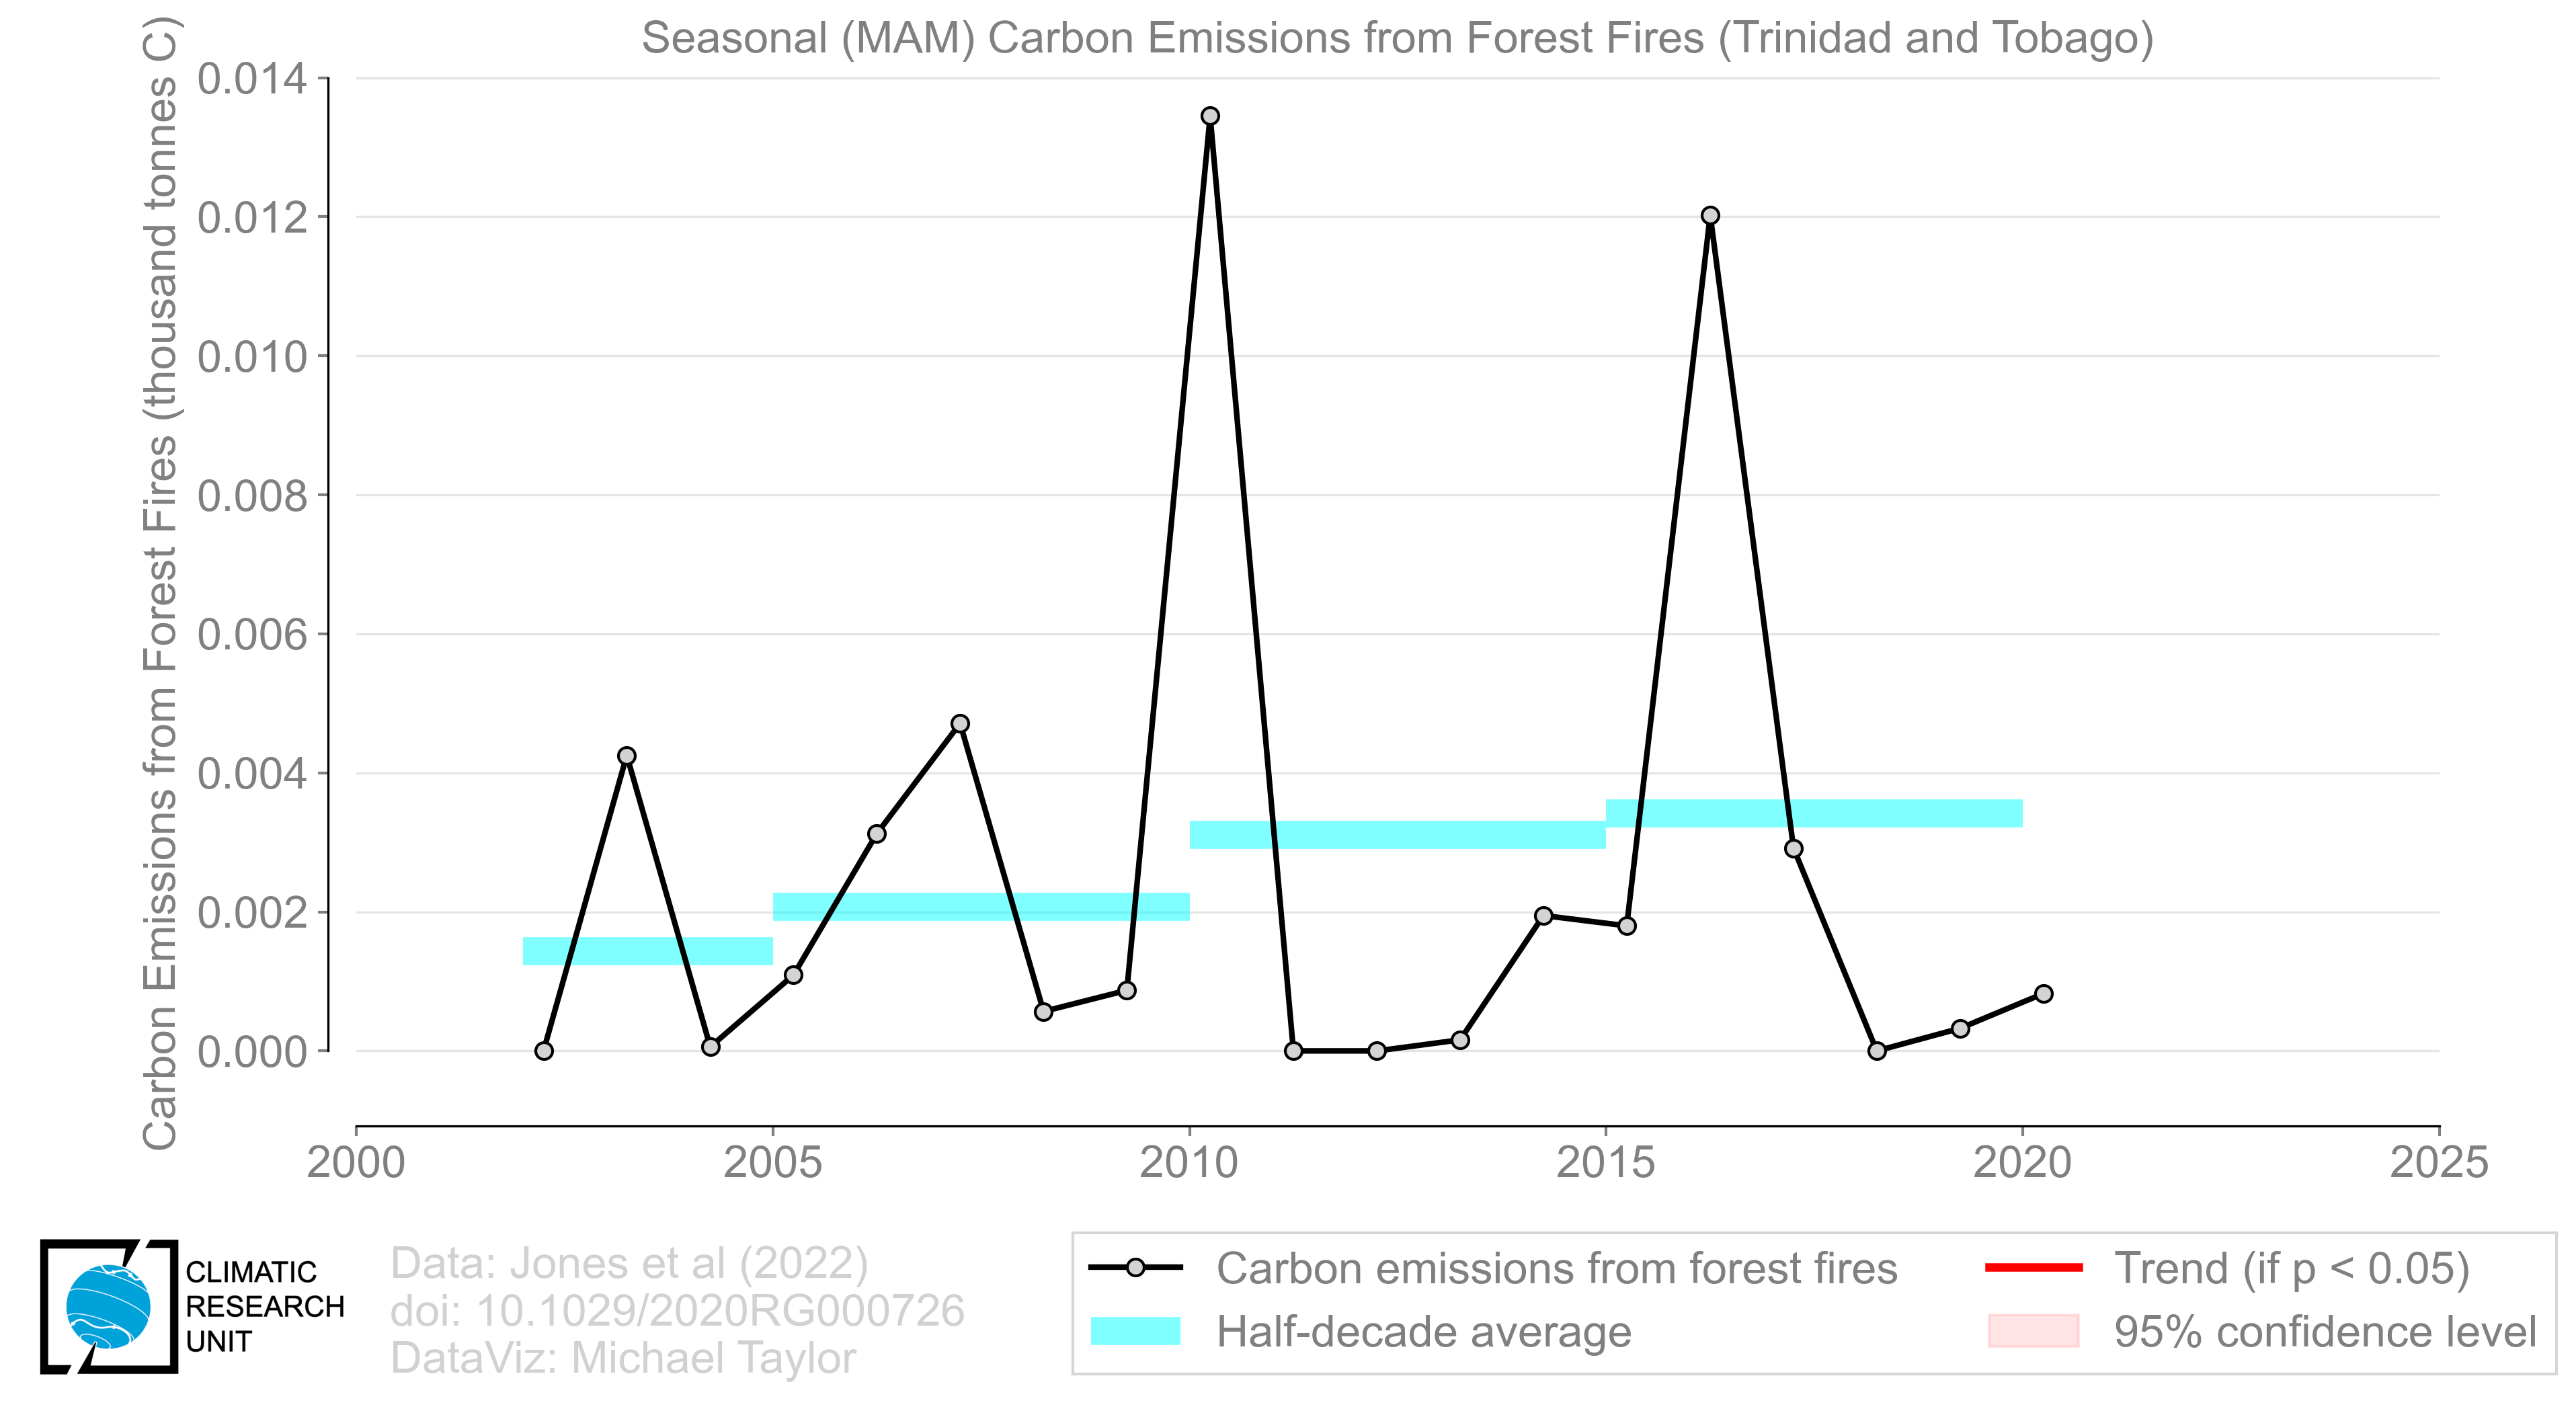 Seasonal (MAM) Carbon Emissions from Forest Fires (Trinidad and Tobago)
Carbon Emissions from Forest Fires (thousand tonnes C)
0.014
0.012
0.010
0.008
0.006
0.004
0.002
0.000
2000 2005 2010 2015 2020 2025
CLIMATIC
RESEARCH
UNIT
Data: Jones et al (2022)
doi: 10.1029/2020RG000726
DataViz: Michael Taylor
Carbon emissions from forest fires
Half-decade average
Trend (if p < 0.05)
95% confidence level